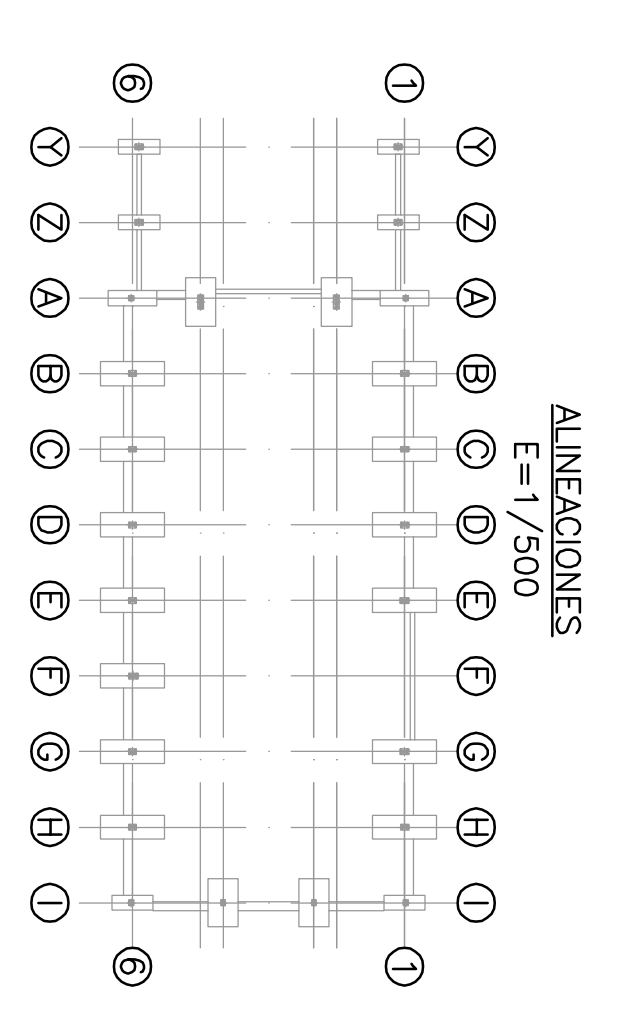 ALINEACIONES
E=1/500
Y Z A B C D E F G H I
1 1
6 6
Y Z A B C D E F G H I